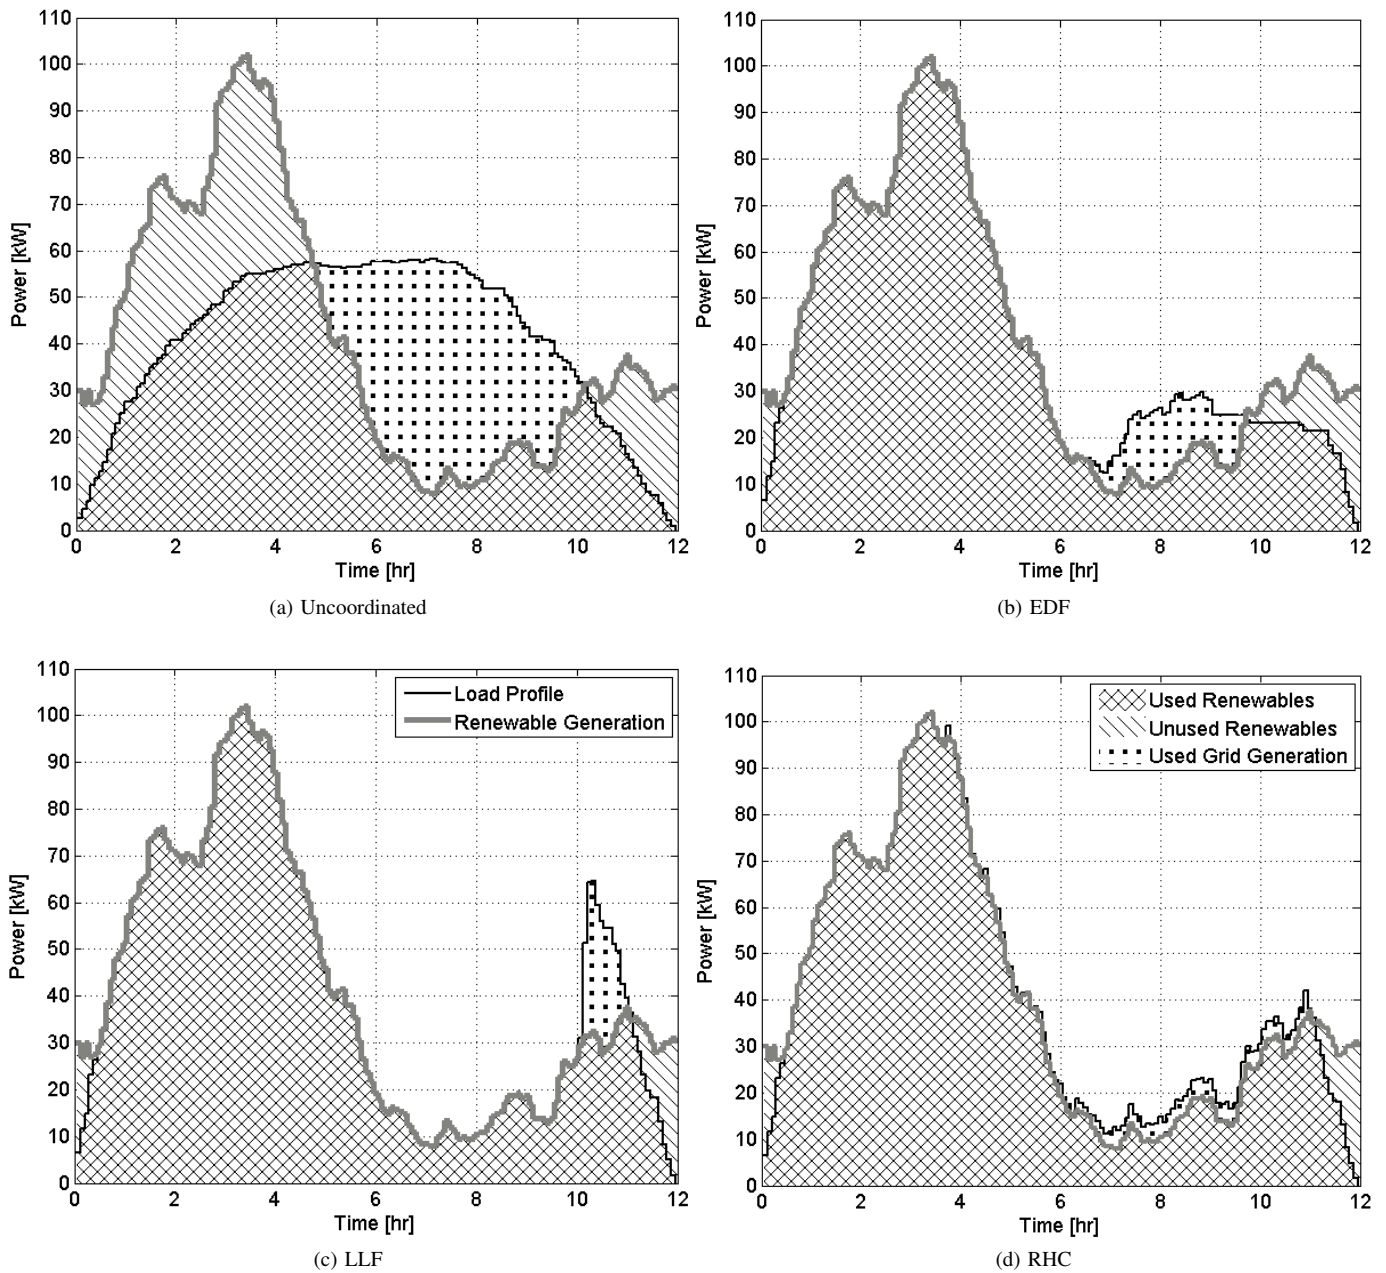 110
100
90
80
70
60
50
40
30
20
10
0
Power [kW]
0 2 4 6 8 10 12
Time [hr]
(a) Uncoordinated
110
100
90
80
70
60
50
40
30
20
10
0
Power [kW]
0 2 4 6 8 10 12
Time [hr]
(b) EDF
110
100
90
80
70
60
50
40
30
20
10
0
Power [kW]
Load Profile
Renewable Generation
0 2 4 6 8 10 12
Time [hr]
(c) LLF
110
100
90
80
70
60
50
40
30
20
10
0
Power [kW]
Used Renewables
Unused Renewables
Used Grid Generation
0 2 4 6 8 10 12
Time [hr]
(d) RHC